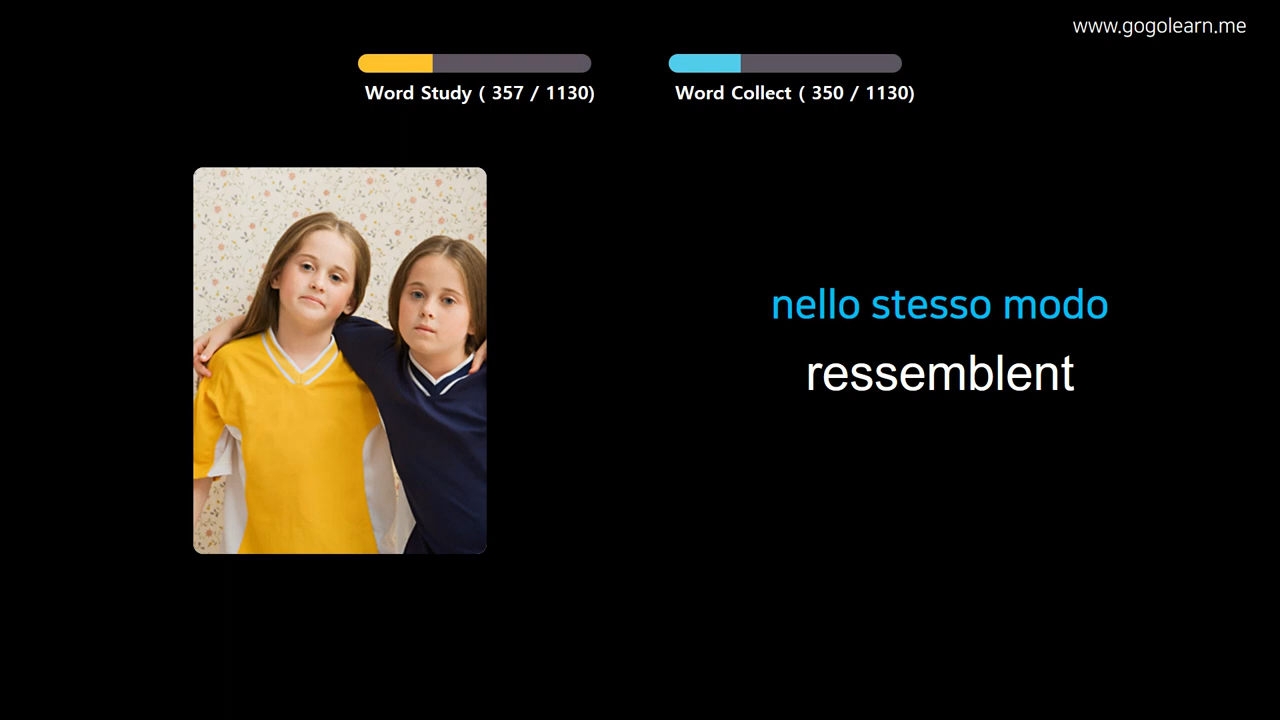 www.gogolearn.me
Word Study ( 357 / 1130)
Word Collect ( 350 / 1130)
nello stesso modo
ressemblent